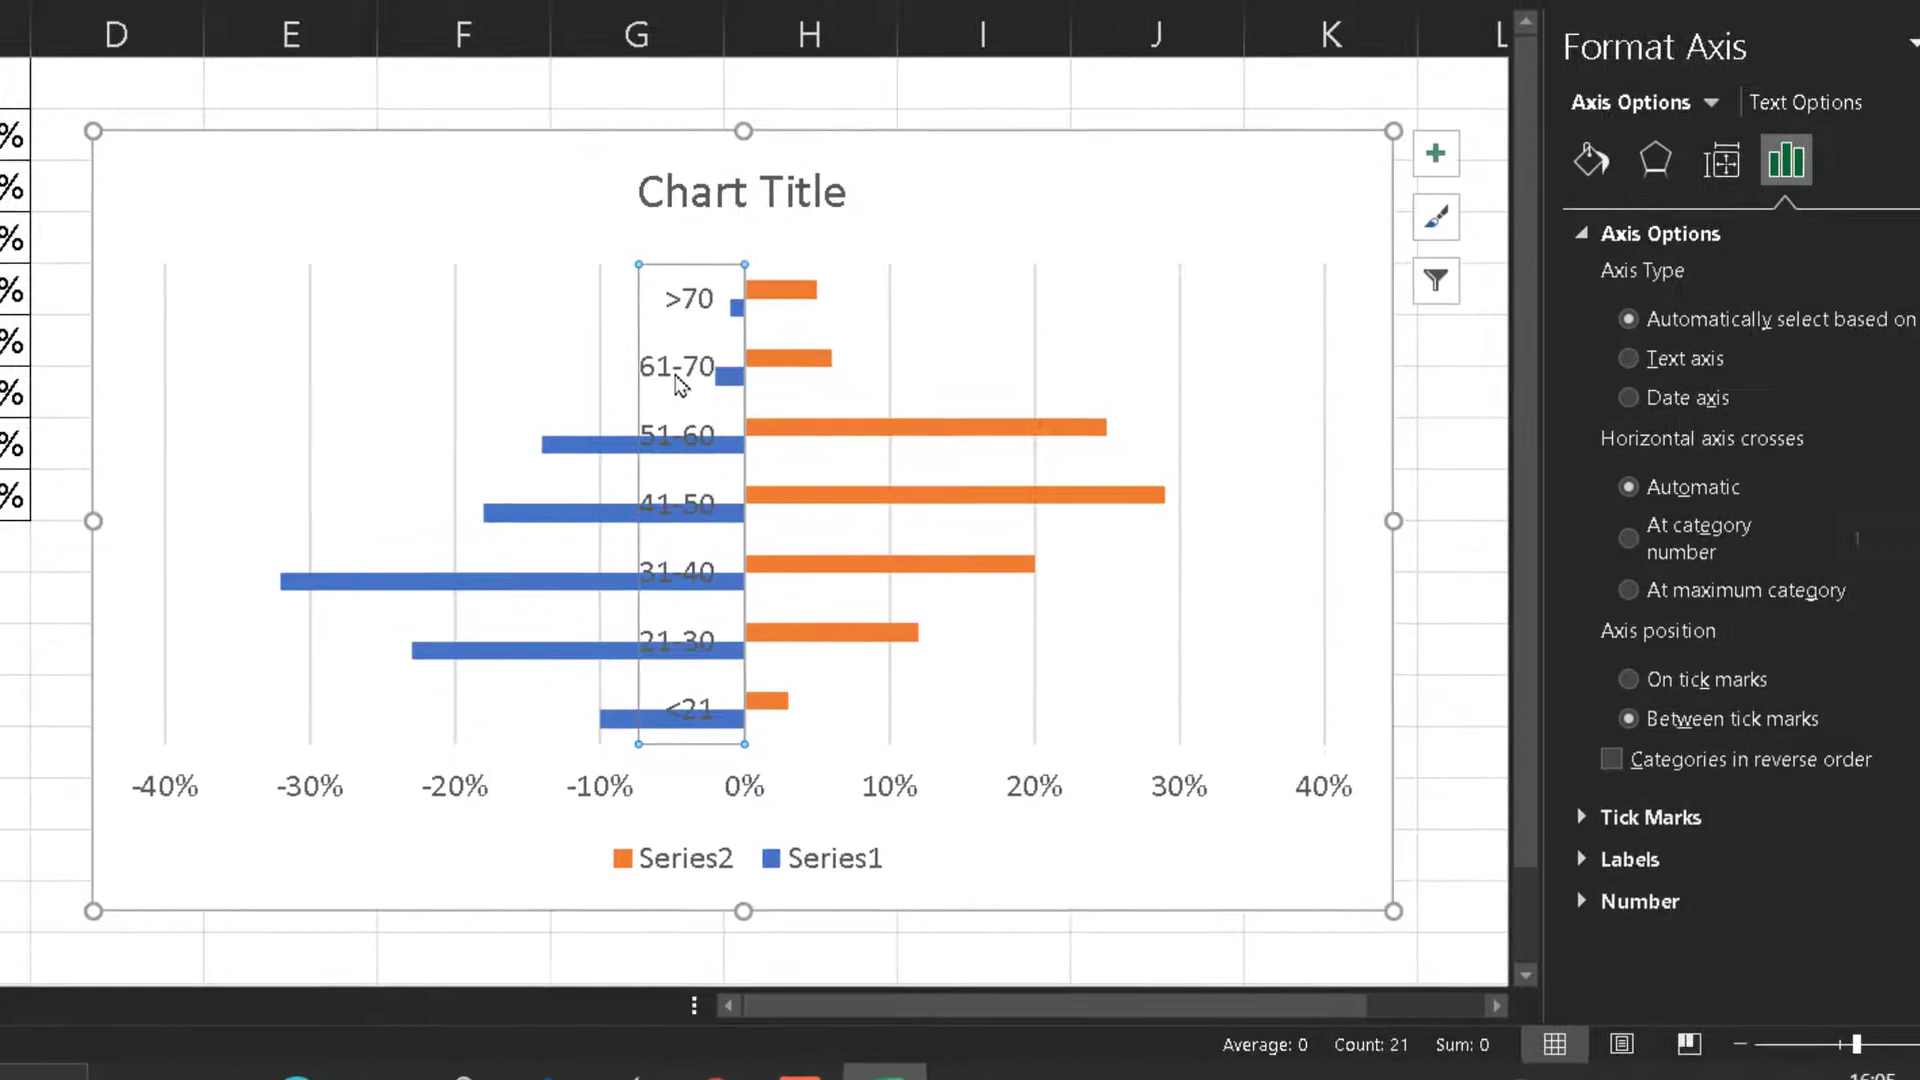 D E F G H I J K L
%
%
%
%
%
%
%
%
Chart Title
>70
61-70
51-60
41-50
31-40
21-30
<21
-40% -30% -20% -10% 0% 10% 20% 30% 40%
Series2 Series1
Format Axis
Axis Options Text Options
Axis Options
Axis Type
Automatically select based on
Text axis
Date axis
Horizontal axis crosses
Automatic
At category
number
At maximum category
Axis position
On tick marks
Between tick marks
Categories in reverse order
Tick Marks
Labels
Number
Average: 0 Count: 21 Sum: 0